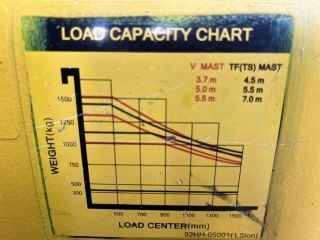 LOAD CAPACITY CHART
V MAST TF(TS) MAST
3.7 m 4.5 m
5.0 m 5.5 m
5.5 m 7.0 m
WEIGHT(kg)
1500
1250
1000
750
500
300
500 700 900 1100 1300 1500
LOAD CENTER(mm)
92HH-05001(1.5ton)